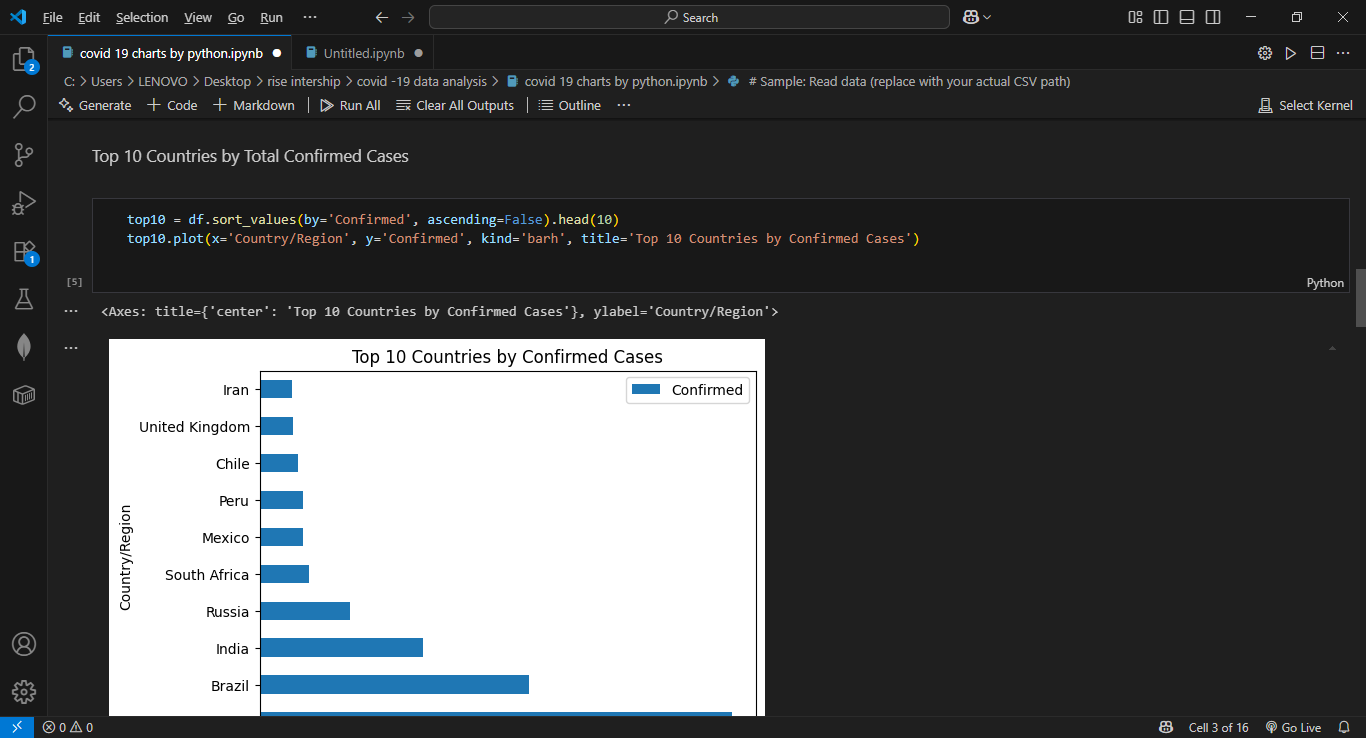 File Edit Selection View Go Run ··· Search
covid 19 charts by python.ipynb Untitled.ipynb
C: > Users > LENOVO > Desktop > rise intership > covid -19 data analysis > covid 19 charts by python.ipynb > # Sample: Read data (replace with your actual CSV path)
Generate + Code + Markdown Run All Clear All Outputs Outline ··· Select Kernel
Top 10 Countries by Total Confirmed Cases
top10 = df.sort_values(by='Confirmed', ascending=False).head(10)
top10.plot(x='Country/Region', y='Confirmed', kind='barh', title='Top 10 Countries by Confirmed Cases')
[5] Python
<Axes: title={'center': 'Top 10 Countries by Confirmed Cases'}, ylabel='Country/Region'>
Top 10 Countries by Confirmed Cases
Confirmed
Iran
United Kingdom
Chile
Peru
Mexico
South Africa
Russia
India
Brazil
Country/Region
2
1
0 0 Cell 3 of 16 Go Live